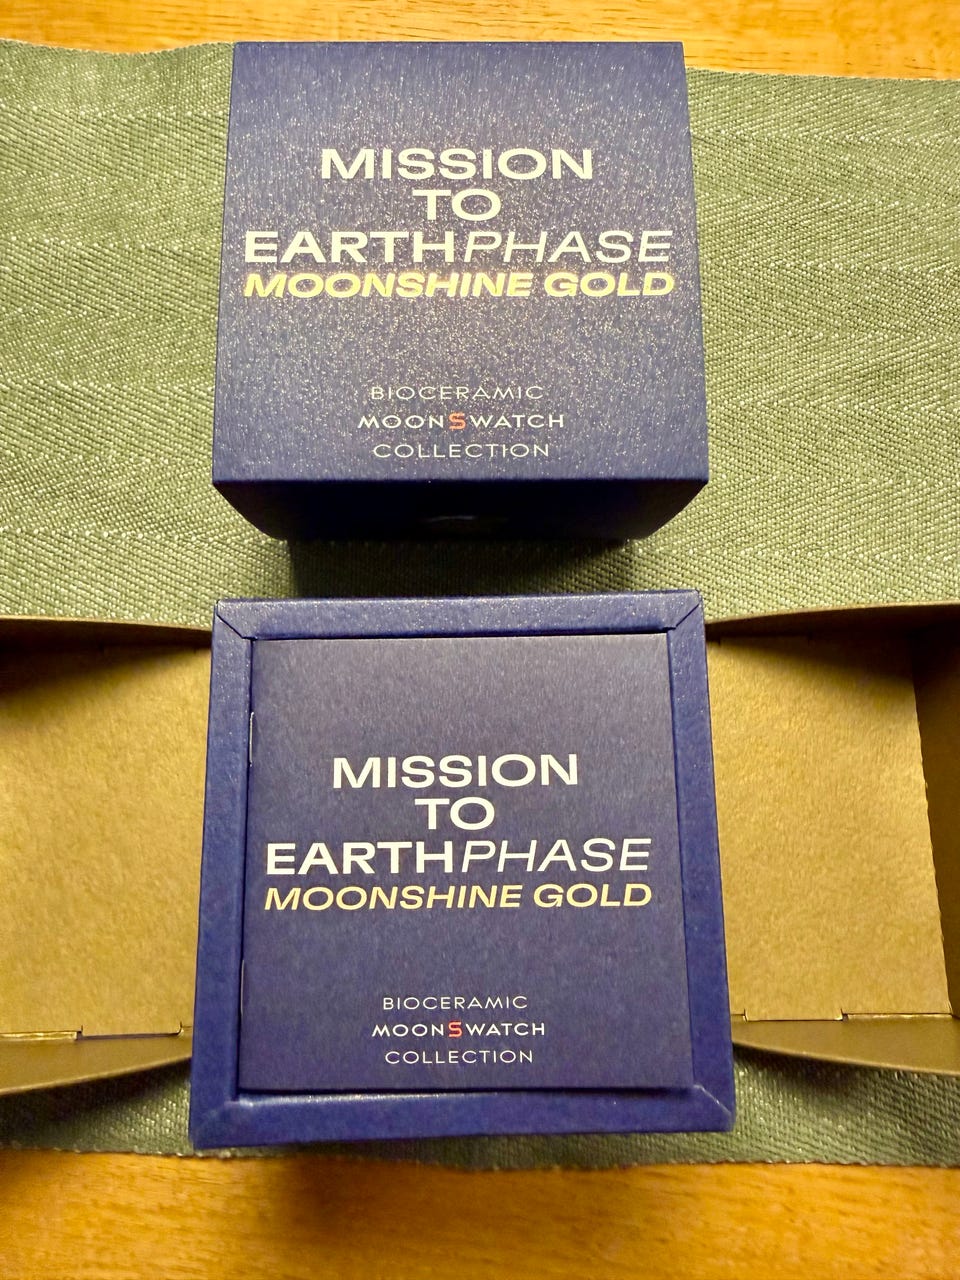 MISSION
TO
EARTHPHASE
MOONSHINE GOLD
BIOCERAMIC
MOONSWATCH
COLLECTION
MISSION
TO
EARTHPHASE
MOONSHINE GOLD
BIOCERAMIC
MOONSWATCH
COLLECTION